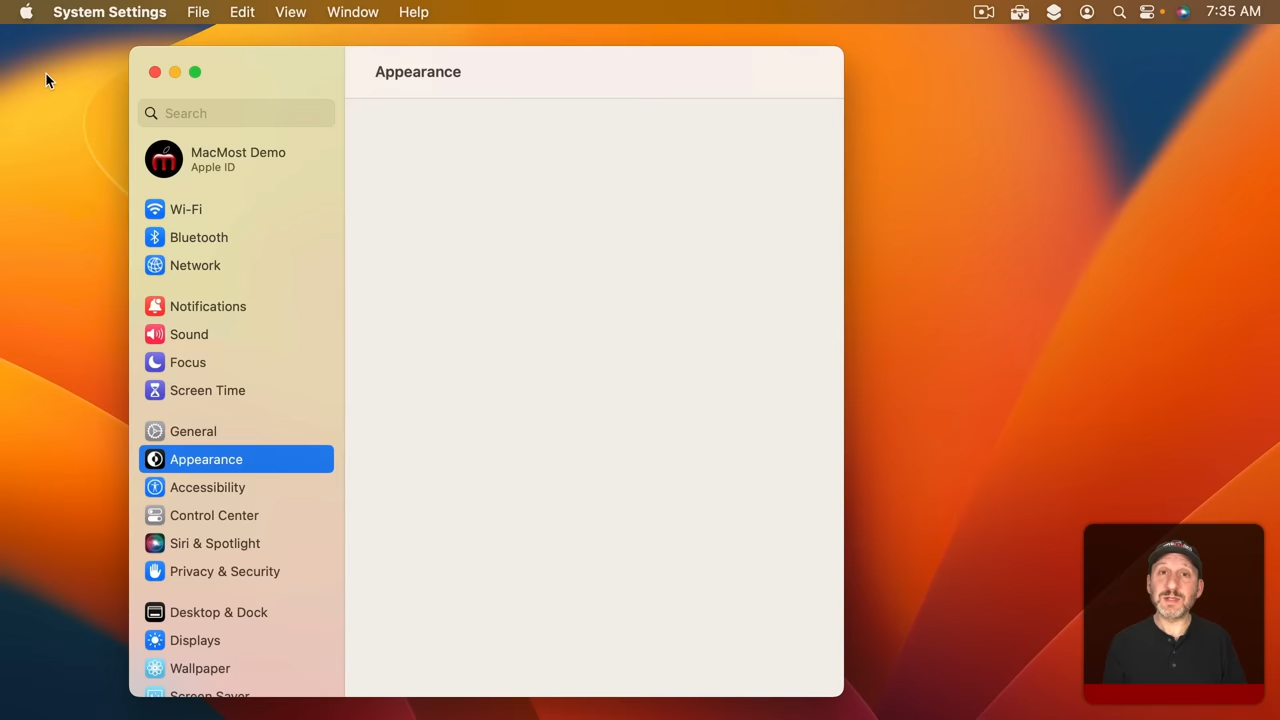 System Settings File Edit View Window Help 7:35 AM
Appearance
Search
MacMost Demo
Apple ID
Wi-Fi
Bluetooth
Network
Notifications
Sound
Focus
Screen Time
General
Appearance
Accessibility
Control Center
Siri & Spotlight
Privacy & Security
Desktop & Dock
Displays
Wallpaper
Screen Saver